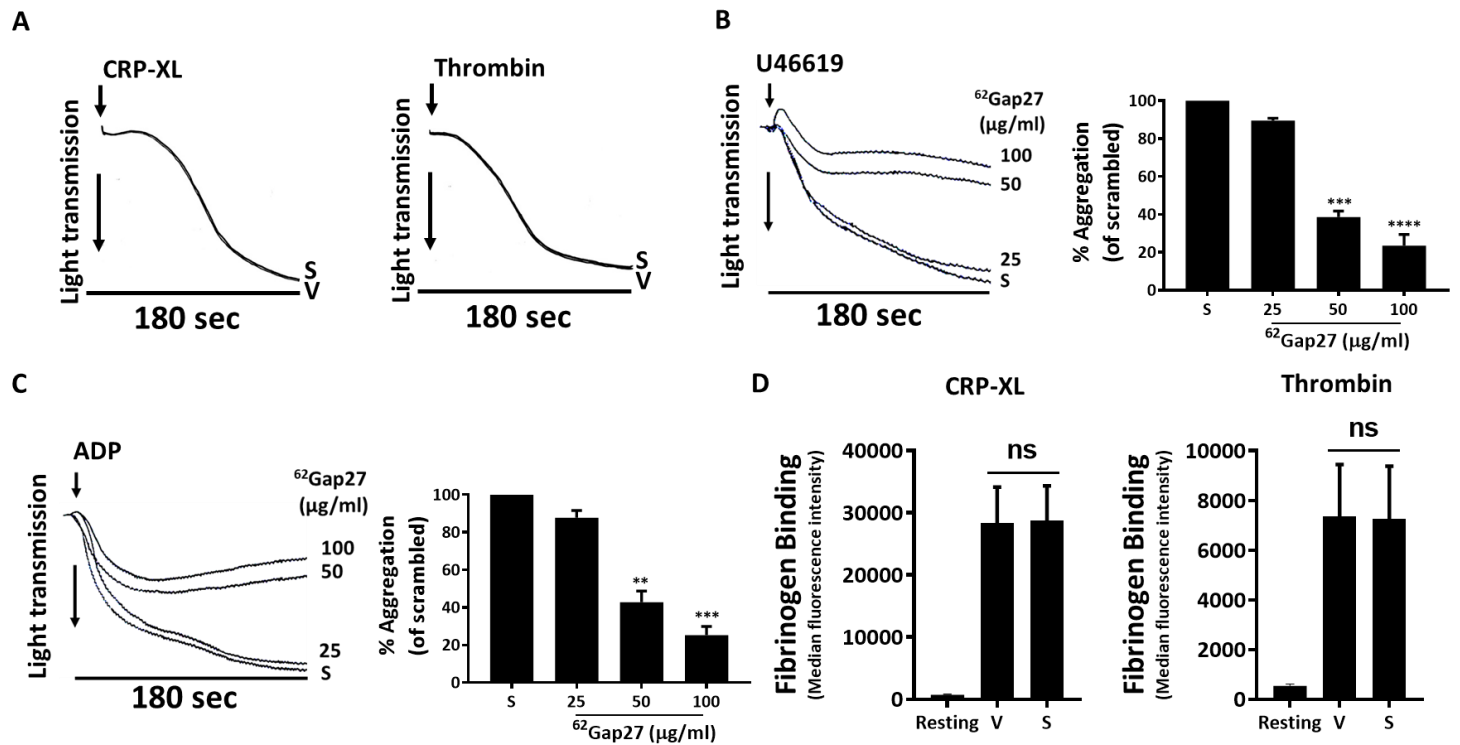 A
CRP-XL
Light transmission
S
V
180 sec
Thrombin
Light transmission
S
V
180 sec
B
U46619
Light transmission
62Gap27
(µg/ml)
100
50
25
S
180 sec
% Aggregation
(of scrambled)
100
80
60
40
20
0
***
****
S 25 50 100
62Gap27 (µg/ml)
C
ADP
Light transmission
62Gap27
(µg/ml)
100
50
25
S
180 sec
% Aggregation
(of scrambled)
100
80
60
40
20
0
**
***
S 25 50 100
62Gap27 (µg/ml)
D
CRP-XL
Fibrinogen Binding
(Median fluorescence intensity)
40000
30000
20000
10000
0
ns
Resting V S
Thrombin
Fibrinogen Binding
(Median fluorescence intensity)
10000
8000
6000
4000
2000
0
ns
Resting V S